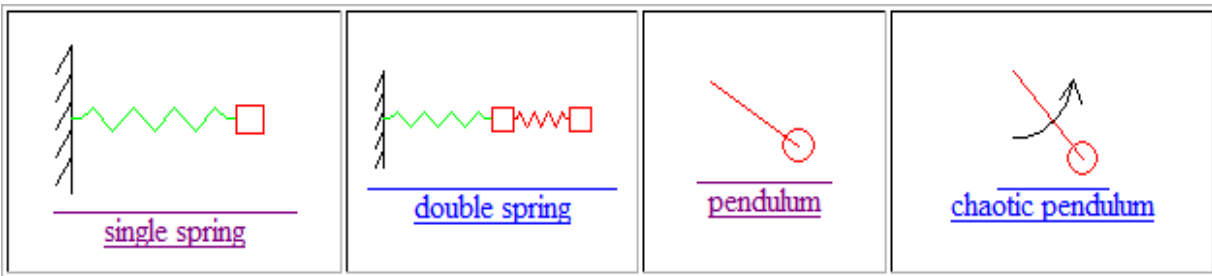 single spring
double spring
pendulum
chaotic pendulum